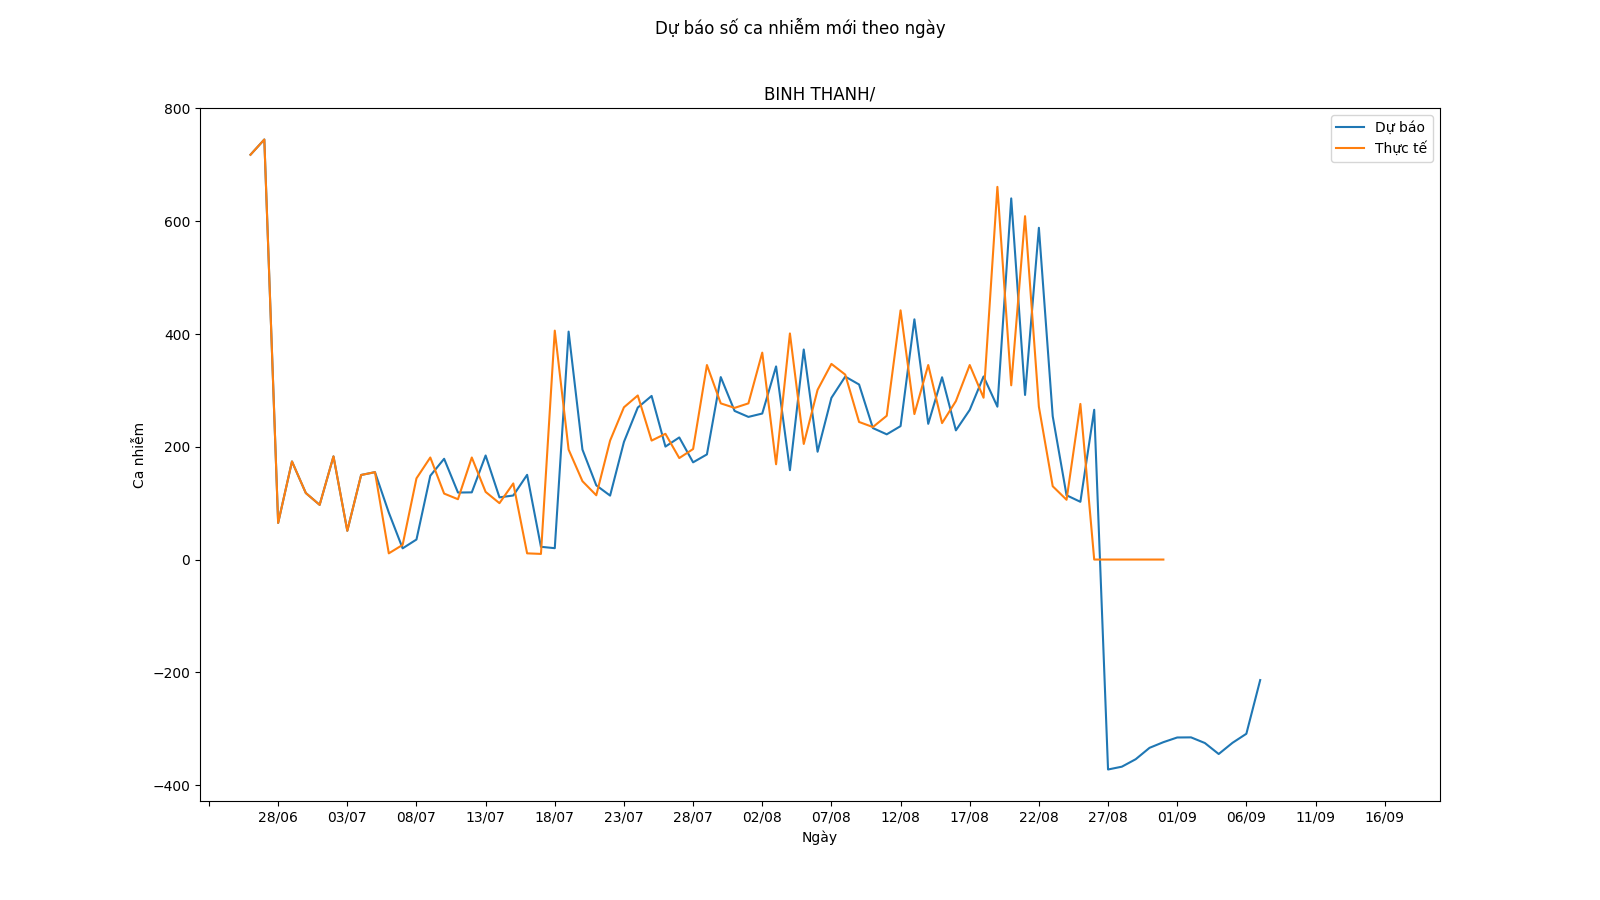 Dự báo số ca nhiễm mới theo ngày
BINH THANH/
Dự báo
Thực tế
800
600
400
200
0
−200
−400
Ca nhiễm
28/06 03/07 08/07 13/07 18/07 23/07 28/07 02/08 07/08 12/08 17/08 22/08 27/08 01/09 06/09 11/09 16/09
Ngày